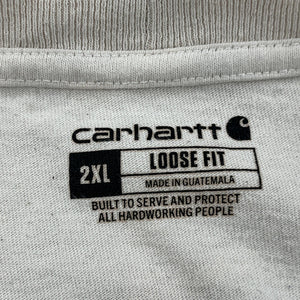 carhartt
2XL LOOSE FIT
MADE IN GUATEMALA
BUILT TO SERVE AND PROTECT
ALL HARDWORKING PEOPLE